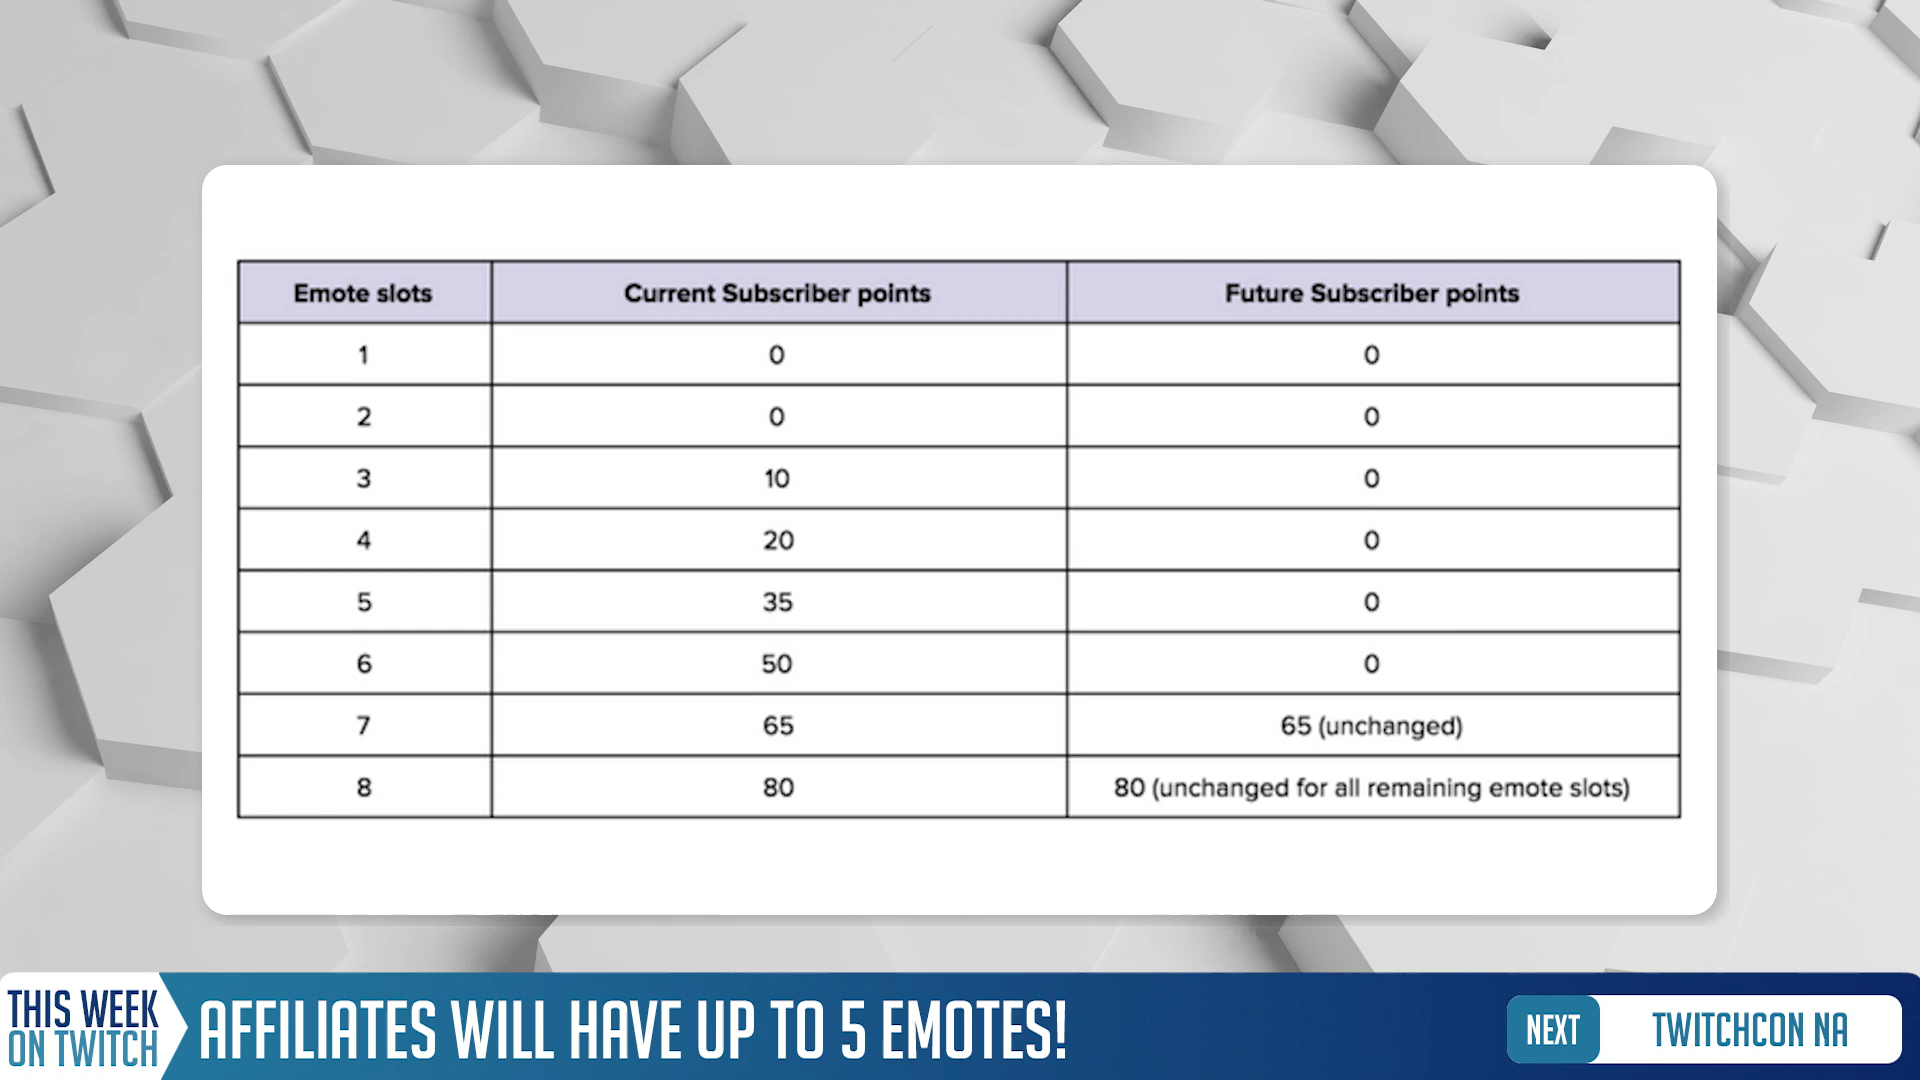 Emote slots Current Subscriber points Future Subscriber points
1 0 0
2 0 0
3 10 0
4 20 0
5 35 0
6 50 0
7 65 65 (unchanged)
8 80 80 (unchanged for all remaining emote slots)
THIS WEEK
ON TWITCH
AFFILIATES WILL HAVE UP TO 5 EMOTES!
NEXT TWITCHCON NA